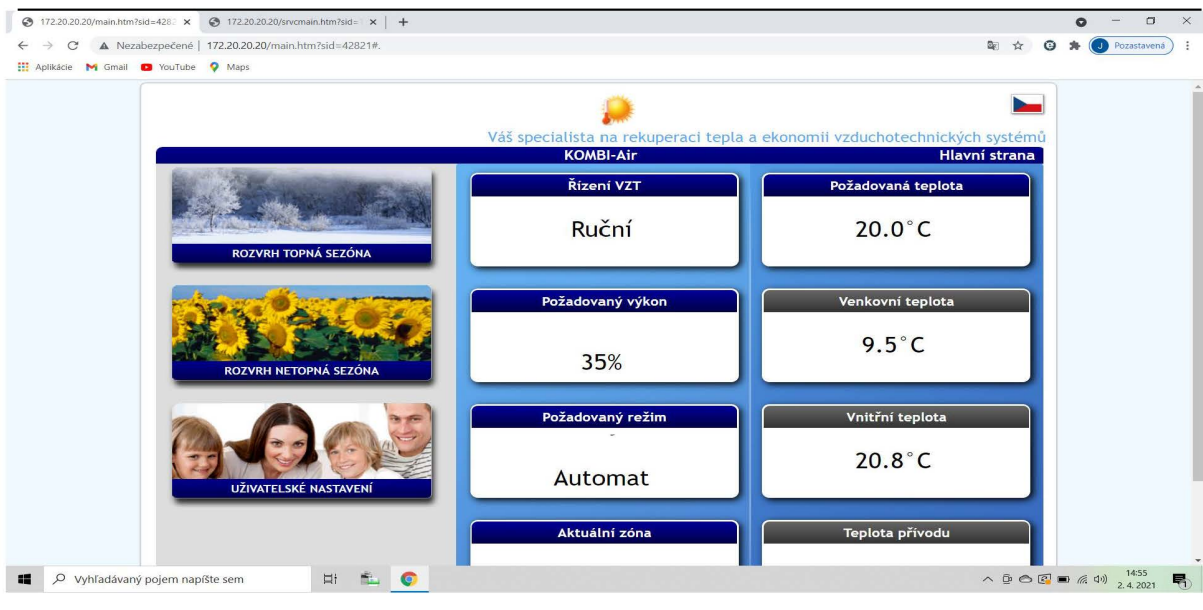 172.20.20.20/main.htm?sid=4282
172.20.20.20/srvcmain.htm?sid=
Nezabezpečené | 172.20.20.20/main.htm?sid=42821#.
J Pozastavená
Aplikácie Gmail YouTube Maps
Váš specialista na rekuperaci tepla a ekonomii vzduchotechnických systémů
KOMBI-Air Hlavní strana
ROZVRH TOPNÁ SEZÓNA
ROZVRH NETOPNÁ SEZÓNA
UŽIVATELSKÉ NASTAVENÍ
Řízení VZT
Ruční
Požadovaný výkon
35%
Požadovaný režim
Automat
Aktuální zóna
Požadovaná teplota
20.0°C
Venkovní teplota
9.5°C
Vnitřní teplota
20.8°C
Teplota přívodu
Vyhľadávaný pojem napíšte sem
14:55
2. 4. 2021